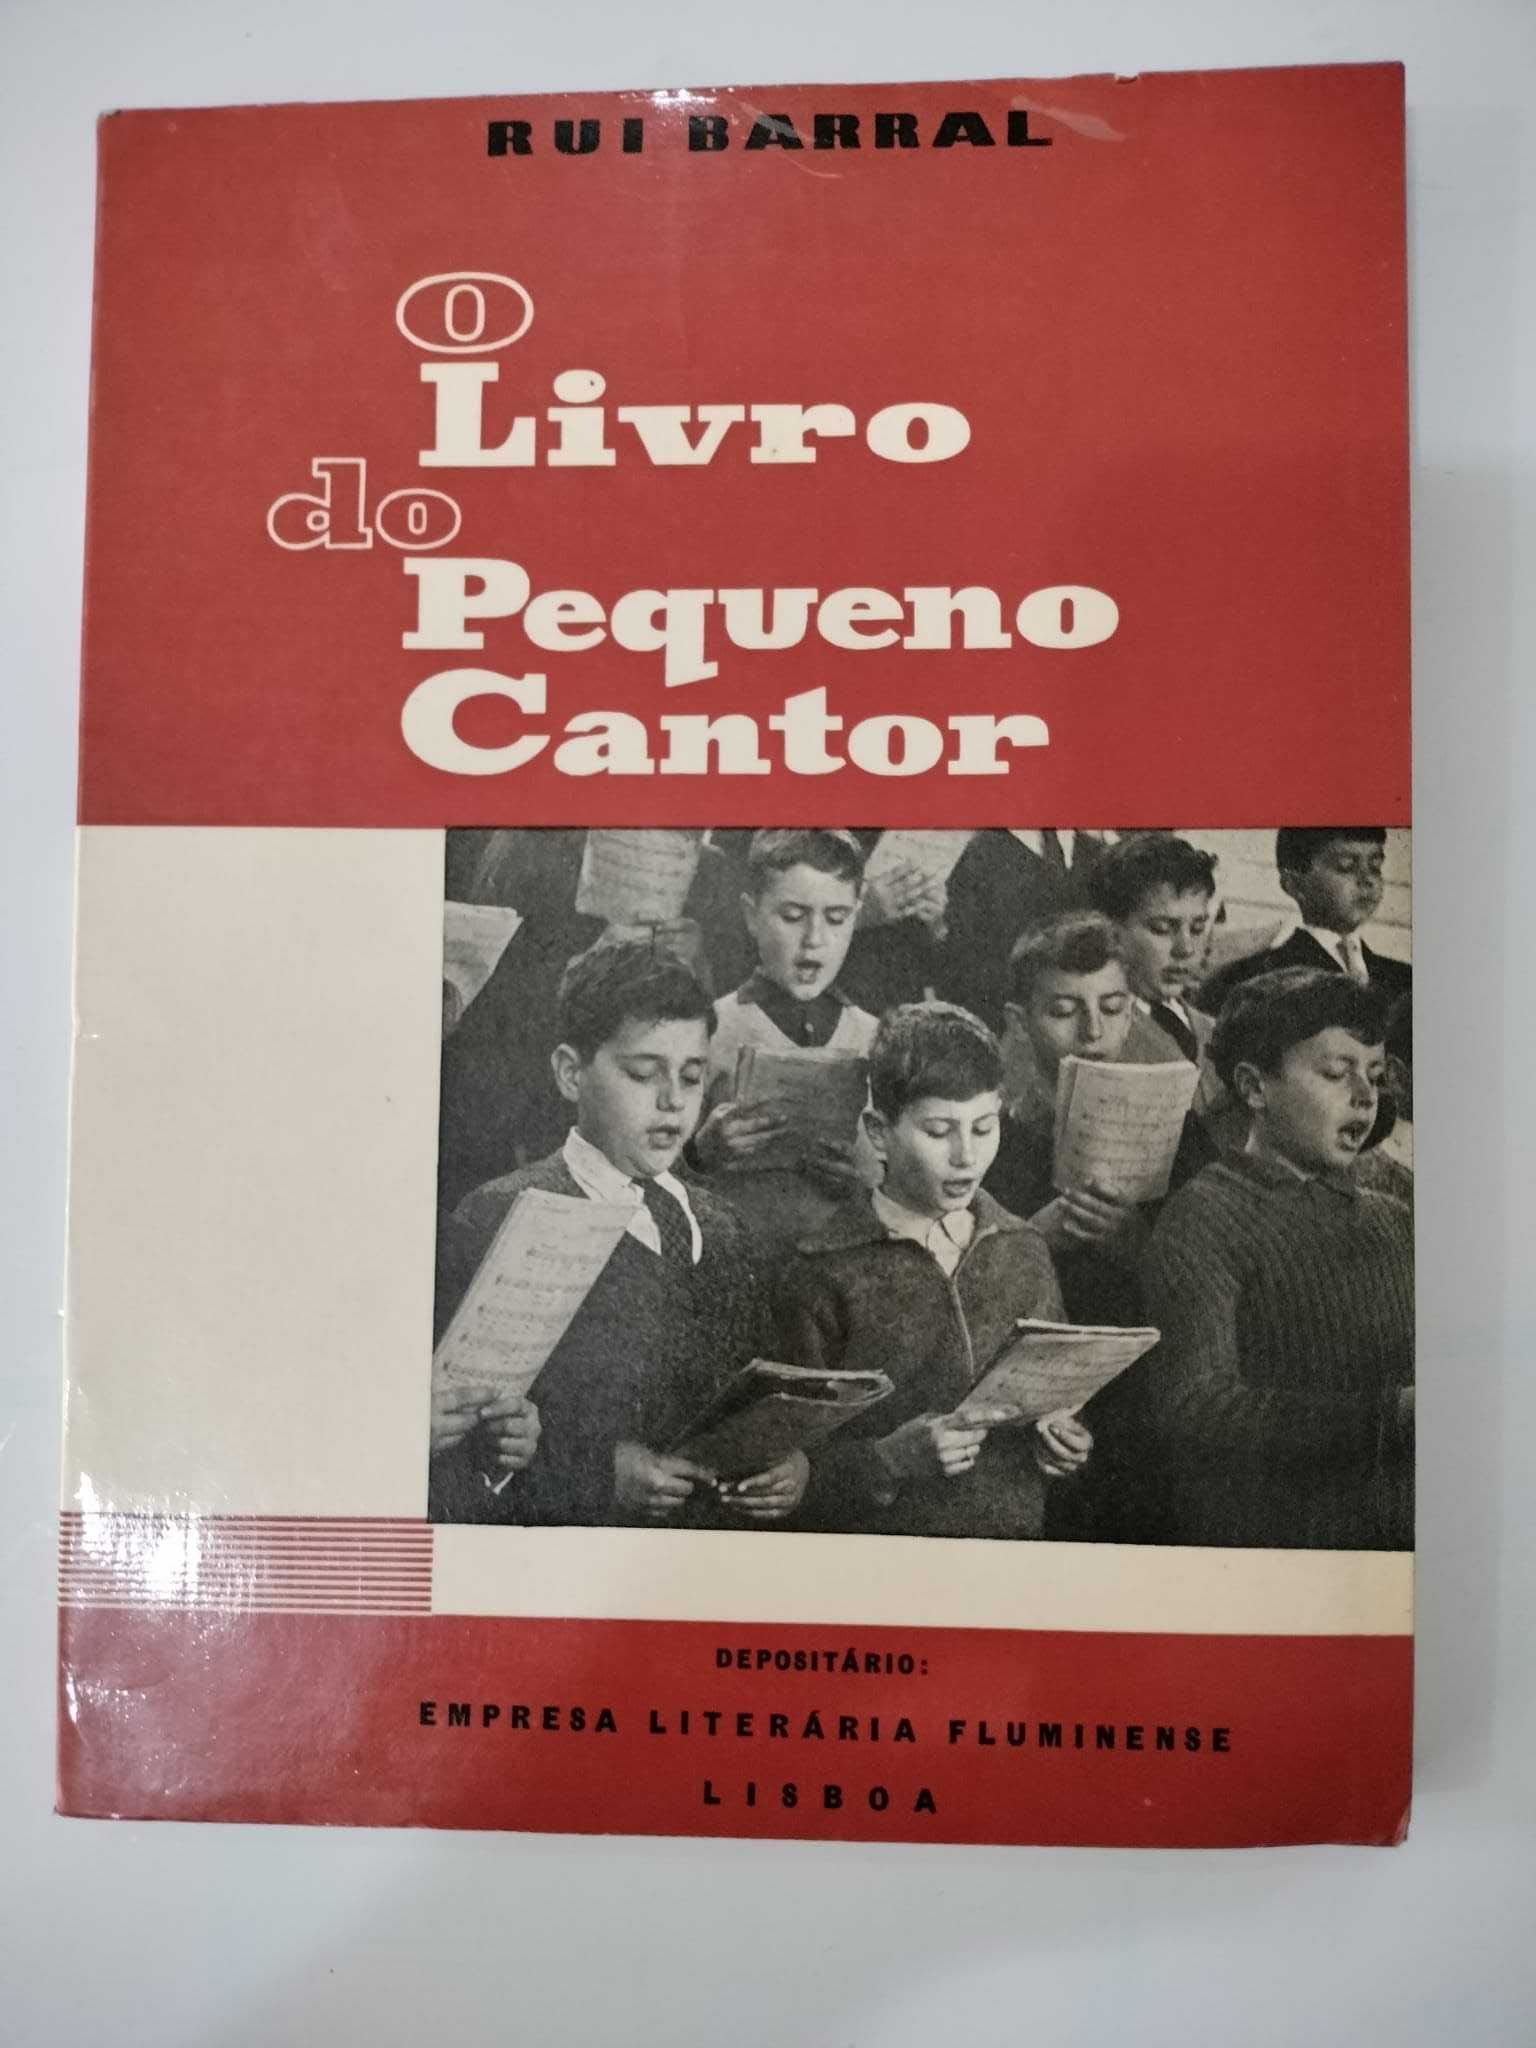 RUI BARRAL
O
Livro
do
Pequeno
Cantor
DEPOSITÁRIO:
EMPRESA LITERÁRIA FLUMINENSE
LISBOA